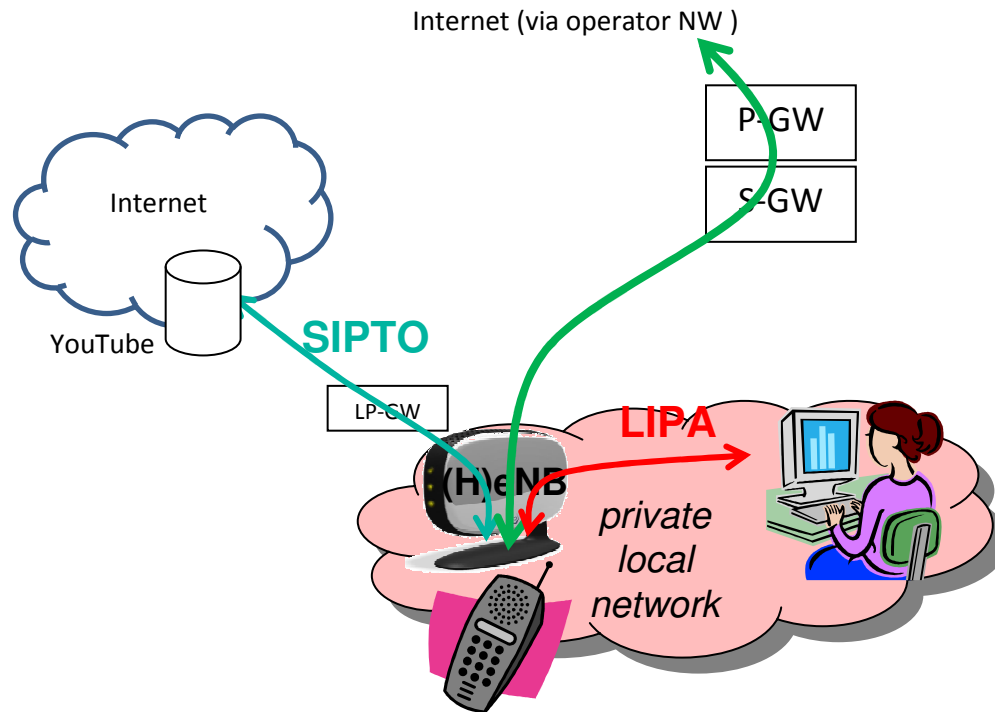 Internet (via operator NW )
P-GW
S-GW
Internet
YouTube
SIPTO
LP-GW
LIPA
(H)eNB
private
local
network